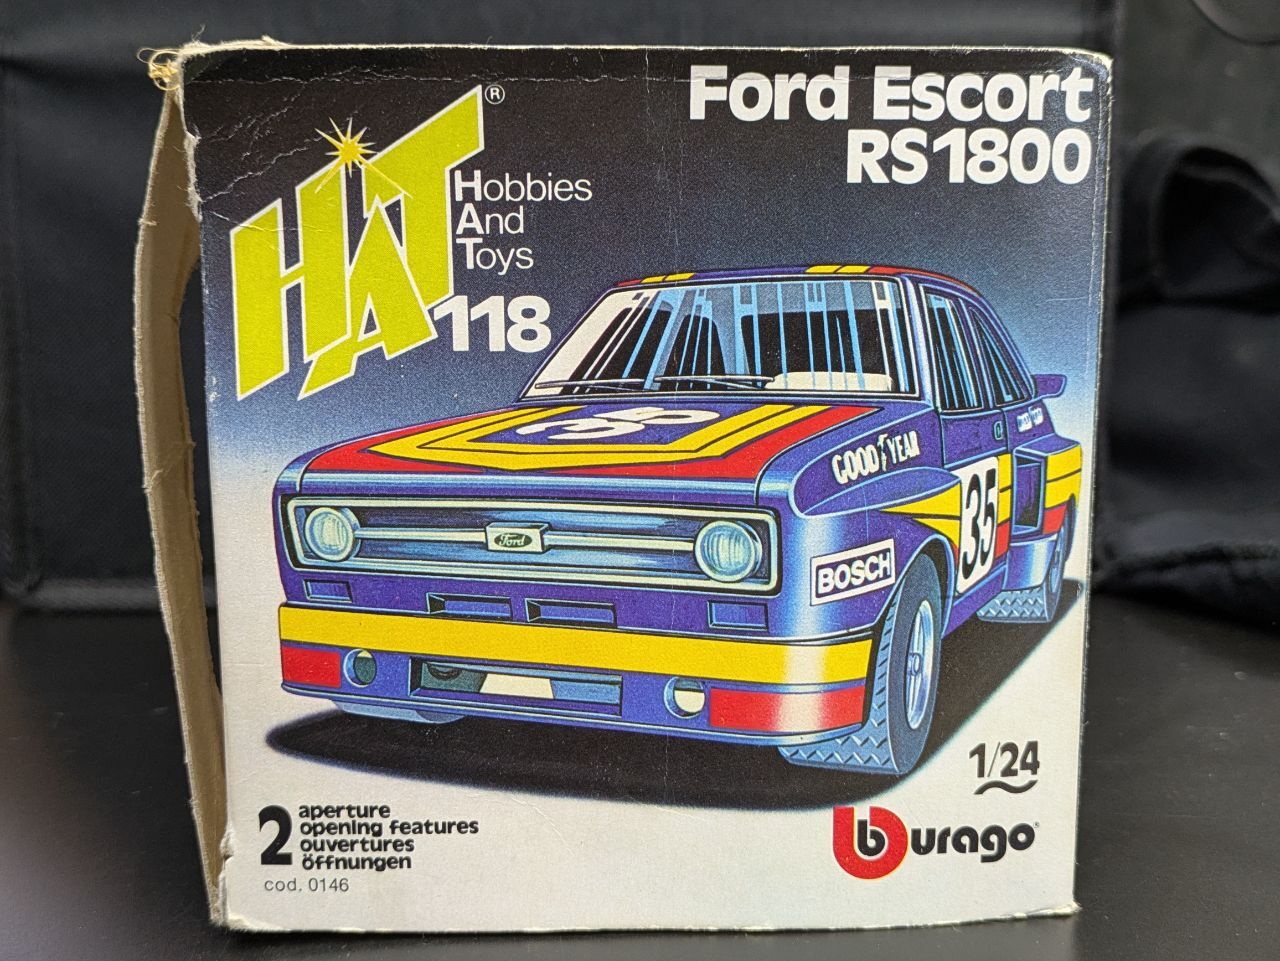 Ford Escort
RS1800
HAT ®
Hobbies
And
Toys
118
35
GOODYEAR
35
BOSCH
Ford
1/24
2 aperture
opening features
ouvertures
öffnungen
cod. 0146
burago